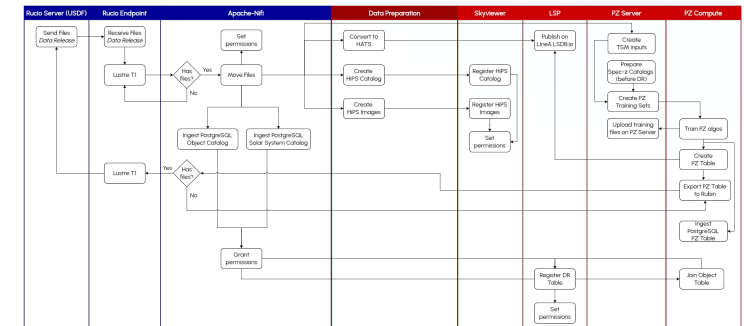 Rucio Server (USDF)
Rucio Endpoint
Apache-Nifi
Data Preparation
Skyviewer
LSP
PZ Server
PZ Compute
Send Files
Data Release
Receive Files
Data Release
Set
permissions
Convert to
HATS
Publish on
LIneA LSDB.io
Create
TSM inputs
Lustre T1
Has
files?
Yes
No
Move Files
Create
HiPS Catalog
Register HiPS
Catalog
Prepare
Spec-z Catalogs
(before DR)
Create
HiPS Images
Register HiPS
Images
Create PZ
Training Sets
Ingest PostgreSQL
Object Catalog
Ingest PostgreSQL
Solar System Catalog
Set
permissions
Upload training
files on PZ Server
Train PZ algos
Create
PZ Table
Lustre T1
Yes
Has
files?
No
Export PZ Table
to Rubin
Ingest
PostgreSQL
PZ Table
Grant
permissions
Register DR
Table
Join Object
Table
Set
permissions